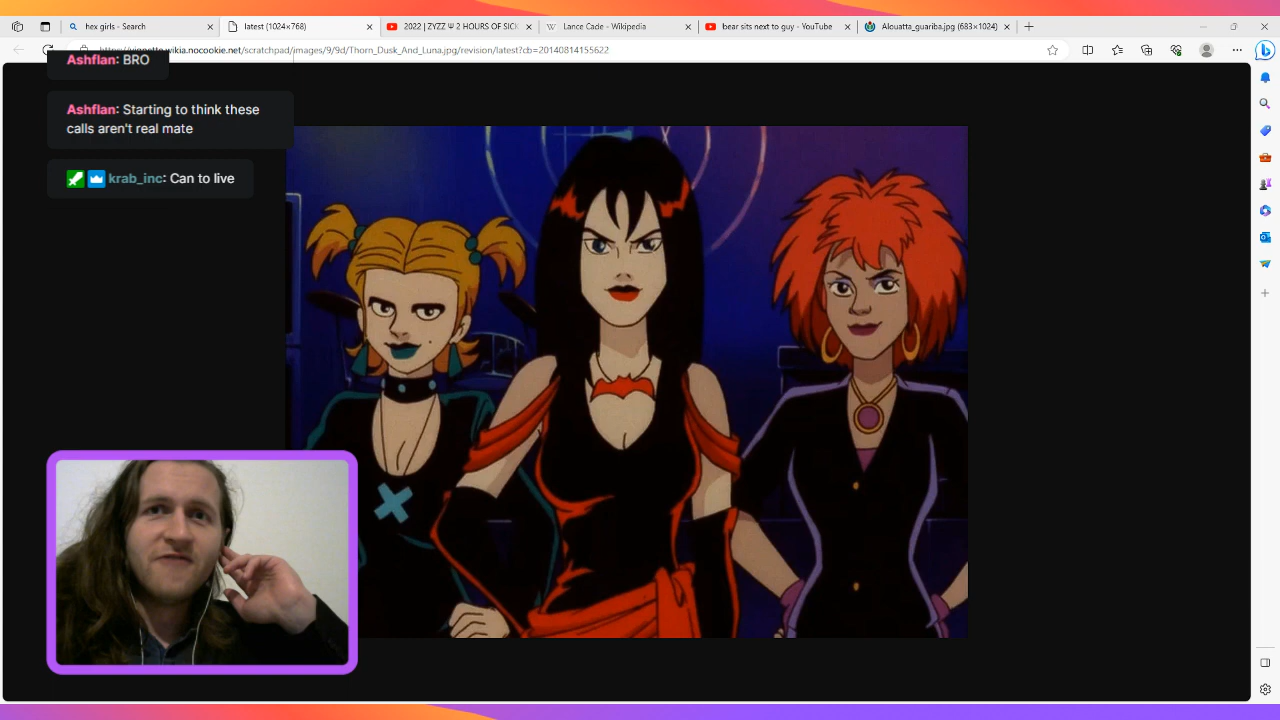 hex girls - Search
latest (1024×768)
2022 | ZYZZ Ψ 2 HOURS OF SICK
Lance Cade - Wikipedia
bear sits next to guy - YouTube
Alouatta_guariba.jpg (683×1024)
wikia.nocookie.net/scratchpad/images/9/9d/Thorn_Dusk_And_Luna.jpg/revision/latest?cb=20140814155622
Ashflan: BRO
Ashflan: Starting to think these
calls aren't real mate
krab_inc: Can to live